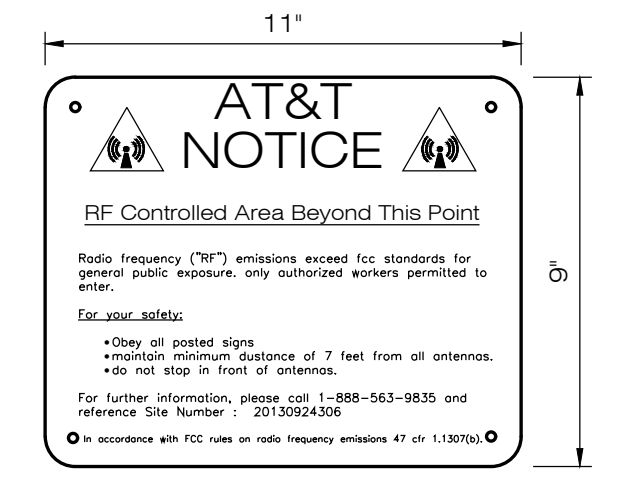 11"
AT&T
NOTICE
RF Controlled Area Beyond This Point
Radio frequency ("RF") emissions exceed fcc standards for
general public exposure. only authorized workers permitted to
enter.
For your safety:
•Obey all posted signs
•maintain minimum dustance of 7 feet from all antennas.
•do not stop in front of antennas.
For further information, please call 1-888-563-9835 and
reference Site Number : 20130924306
In accordance with FCC rules on radio frequency emissions 47 cfr 1.1307(b).
9"